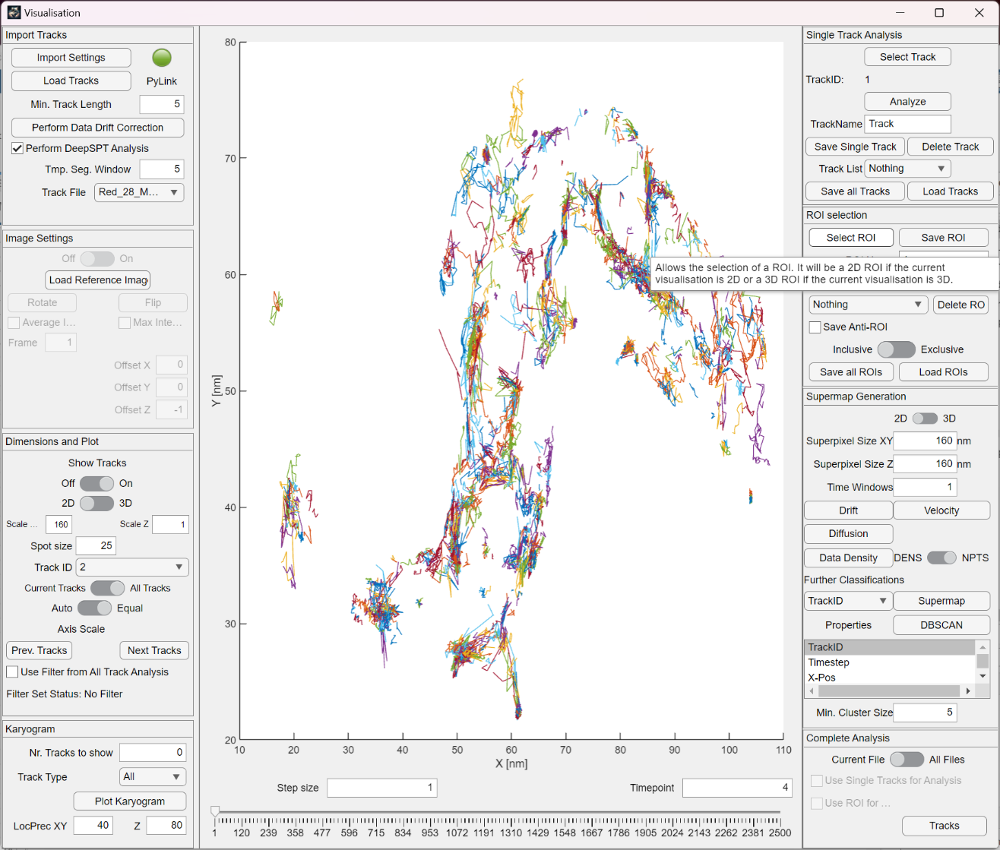 Visualisation
Import Tracks
Import Settings
Load Tracks
PyLink
Min. Track Length 5
Perform Data Drift Correction
Perform DeepSPT Analysis
Tmp. Seg. Window 5
Track File Red_28_M...
Image Settings
Off On
Load Reference Imag
Rotate Flip
Average I... Max Inte...
Frame 1
Offset X 0
Offset Y 0
Offset Z -1
Dimensions and Plot
Show Tracks
Off On
2D 3D
Scale ... 160 Scale Z 1
Spot size 25
Track ID 2
Current Tracks All Tracks
Auto Equal
Axis Scale
Prev. Tracks Next Tracks
Use Filter from All Track Analysis
Filter Set Status: No Filter
Karyogram
Nr. Tracks to show 0
Track Type All
Plot Karyogram
LocPrec XY 40 Z 80
80
70
60
50
40
30
20
Y [nm]
10 20 30 40 50 60 70 80 90 100 110
X [nm]
Step size 1 Timepoint 4
1 120 239 358 477 596 715 834 953 1072 1191 1310 1429 1548 1667 1786 1905 2024 2143 2262 2381 2500
Single Track Analysis
Select Track
TrackID: 1
Analyze
TrackName Track
Save Single Track Delete Track
Track List Nothing
Save all Tracks Load Tracks
ROI selection
Select ROI Save ROI
Allows the selection of a ROI. It will be a 2D ROI if the current
visualisation is 2D or a 3D ROI if the current visualisation is 3D.
Nothing Delete RO
Save Anti-ROI
Inclusive Exclusive
Save all ROIs Load ROIs
Supermap Generation
2D 3D
Superpixel Size XY 160 nm
Superpixel Size Z 160 nm
Time Windows 1
Drift Velocity
Diffusion
Data Density DENS NPTS
Further Classifications
TrackID Supermap
Properties DBSCAN
TrackID
Timestep
X-Pos
Min. Cluster Size 5
Complete Analysis
Current File All Files
Use Single Tracks for Analysis
Use ROI for ...
Tracks